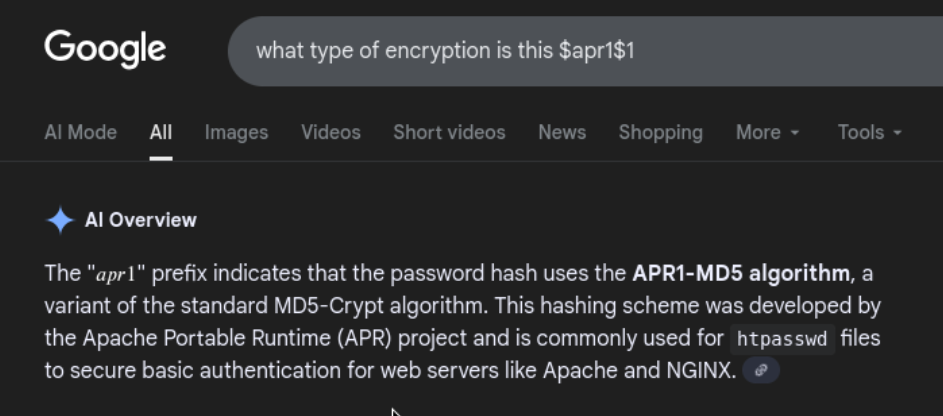 Google
what type of encryption is this $apr1$1
AI Mode All Images Videos Short videos News Shopping More Tools
AI Overview
The "apr1" prefix indicates that the password hash uses the APR1-MD5 algorithm, a
variant of the standard MD5-Crypt algorithm. This hashing scheme was developed by
the Apache Portable Runtime (APR) project and is commonly used for htpasswd files
to secure basic authentication for web servers like Apache and NGINX.